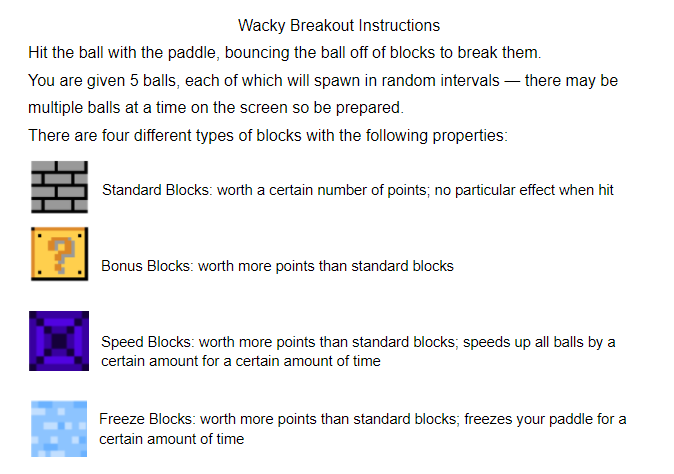 Wacky Breakout Instructions
Hit the ball with the paddle, bouncing the ball off of blocks to break them.
You are given 5 balls, each of which will spawn in random intervals — there may be
multiple balls at a time on the screen so be prepared.
There are four different types of blocks with the following properties:
Standard Blocks: worth a certain number of points; no particular effect when hit
?
Bonus Blocks: worth more points than standard blocks
Speed Blocks: worth more points than standard blocks; speeds up all balls by a
certain amount for a certain amount of time
Freeze Blocks: worth more points than standard blocks; freezes your paddle for a
certain amount of time